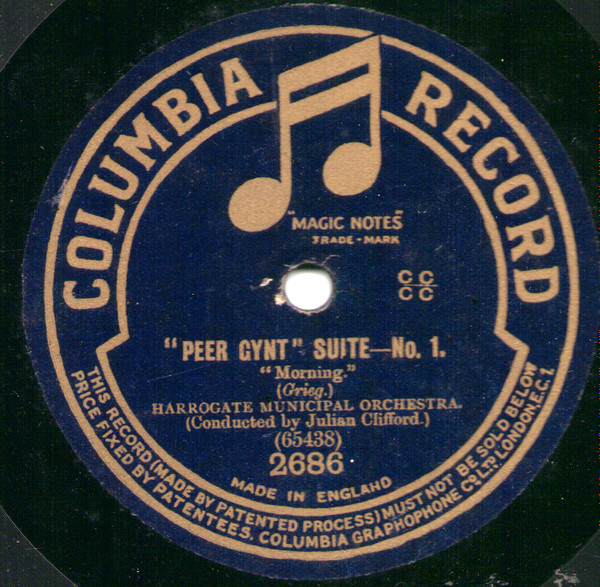 COLUMBIA RECORD
"MAGIC NOTES"
TRADE-MARK
CC
CC
"PEER GYNT" SUITE—No. 1.
"Morning."
(Grieg.)
HARROGATE MUNICIPAL ORCHESTRA.
(Conducted by Julian Clifford.)
(65438)
2686
MADE IN ENGLAND
THIS RECORD (MADE BY PATENTED PROCESS) MUST NOT BE SOLD BELOW
PRICE FIXED BY PATENTEES, COLUMBIA GRAPHOPHONE Co. LTD. LONDON, E.C.1.